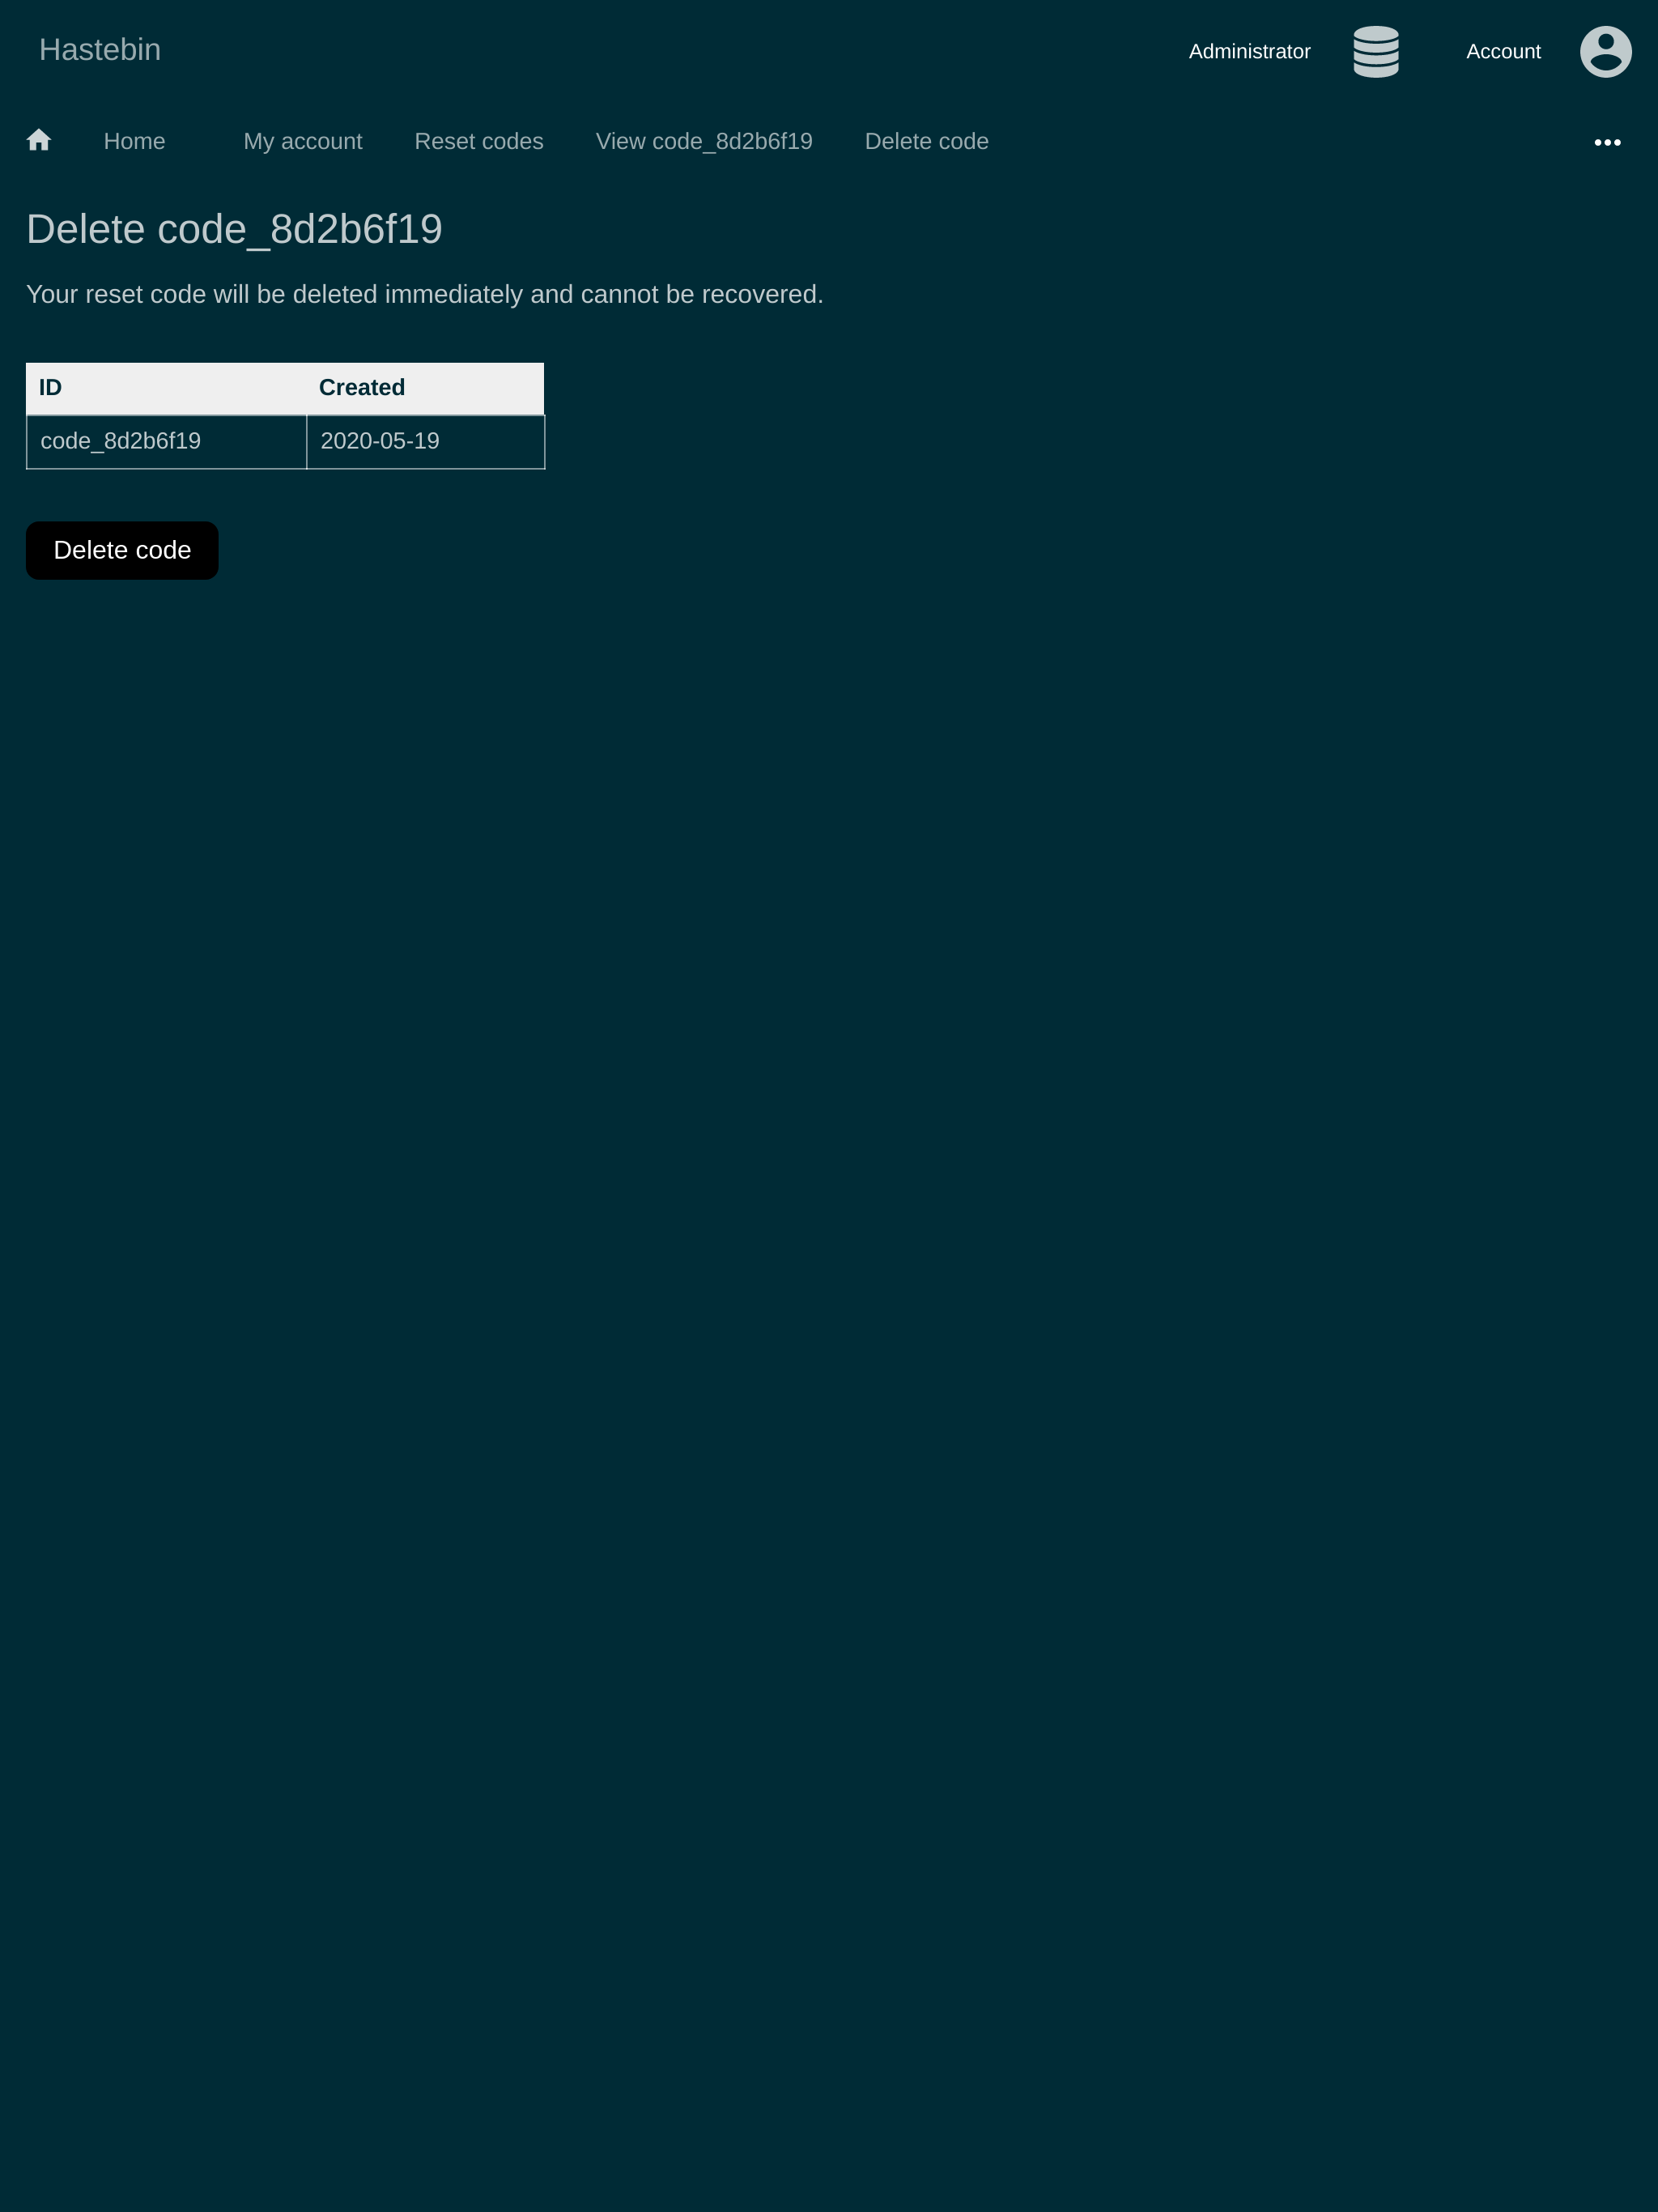 Hastebin
Administrator
Account
Home
My account
Reset codes
View code_8d2b6f19
Delete code
Delete code_8d2b6f19
Your reset code will be deleted immediately and cannot be recovered.
ID Created
code_8d2b6f19 2020-05-19
Delete code